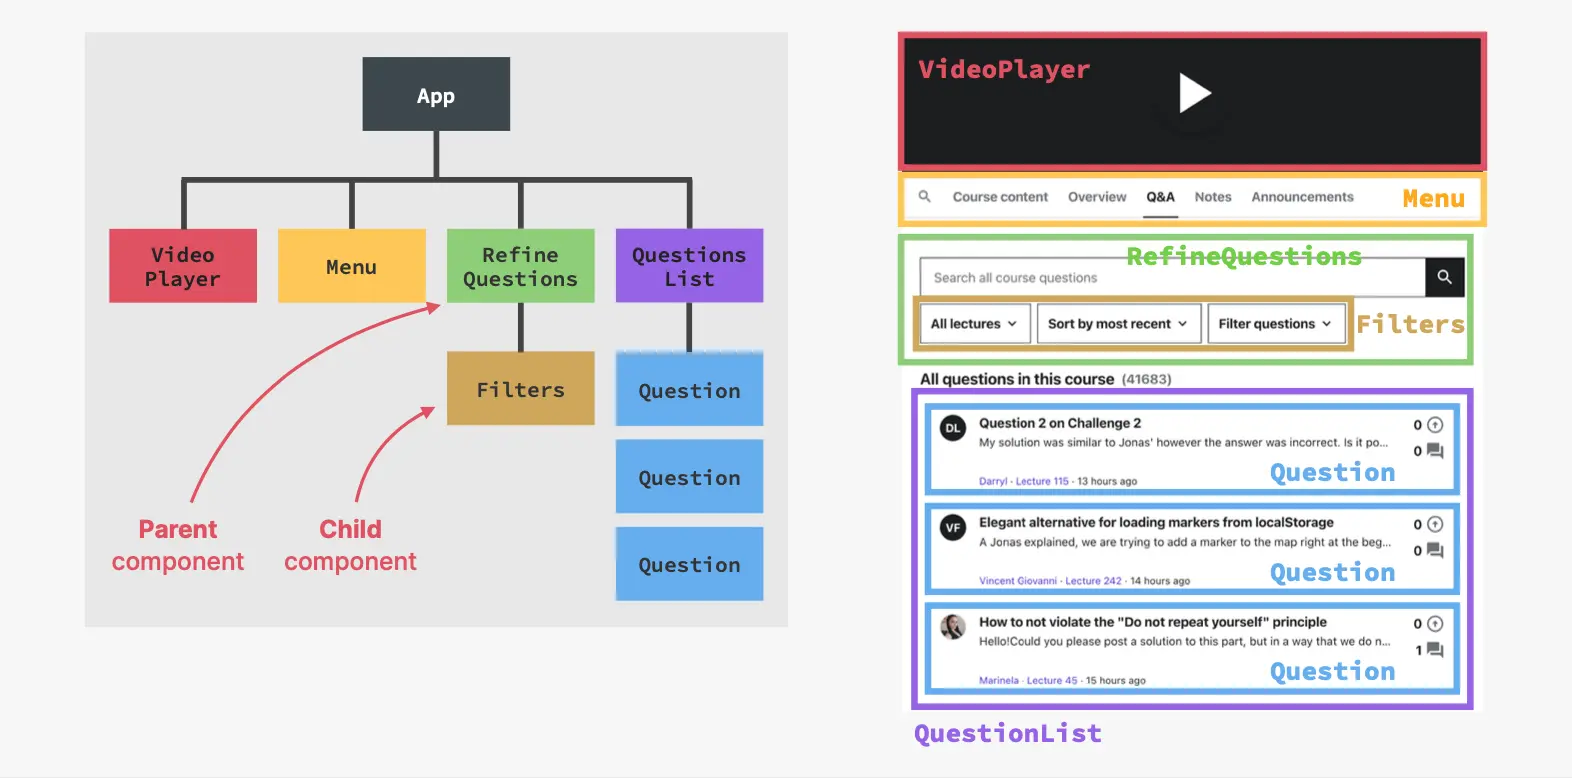 App
Video
Player
Menu
Refine
Questions
Questions
List
Filters
Question
Question
Question
Parent
component
Child
component
VideoPlayer
Course content Overview Q&A Notes Announcements Menu
RefineQuestions
Search all course questions
All lectures Sort by most recent Filter questions Filters
All questions in this course (41683)
DL Question 2 on Challenge 2 0
My solution was similar to Jonas' however the answer was incorrect. Is it po... 0
Question
Darryl · Lecture 115 · 13 hours ago
VF Elegant alternative for loading markers from localStorage 0
A Jonas explained, we are trying to add a marker to the map right at the beg... 0
Question
Vincent Giovanni · Lecture 242 · 14 hours ago
How to not violate the "Do not repeat yourself" principle 0
Hello!Could you please post a solution to this part, but in a way that we do n... 1
Question
Marinela · Lecture 45 · 15 hours ago
QuestionList